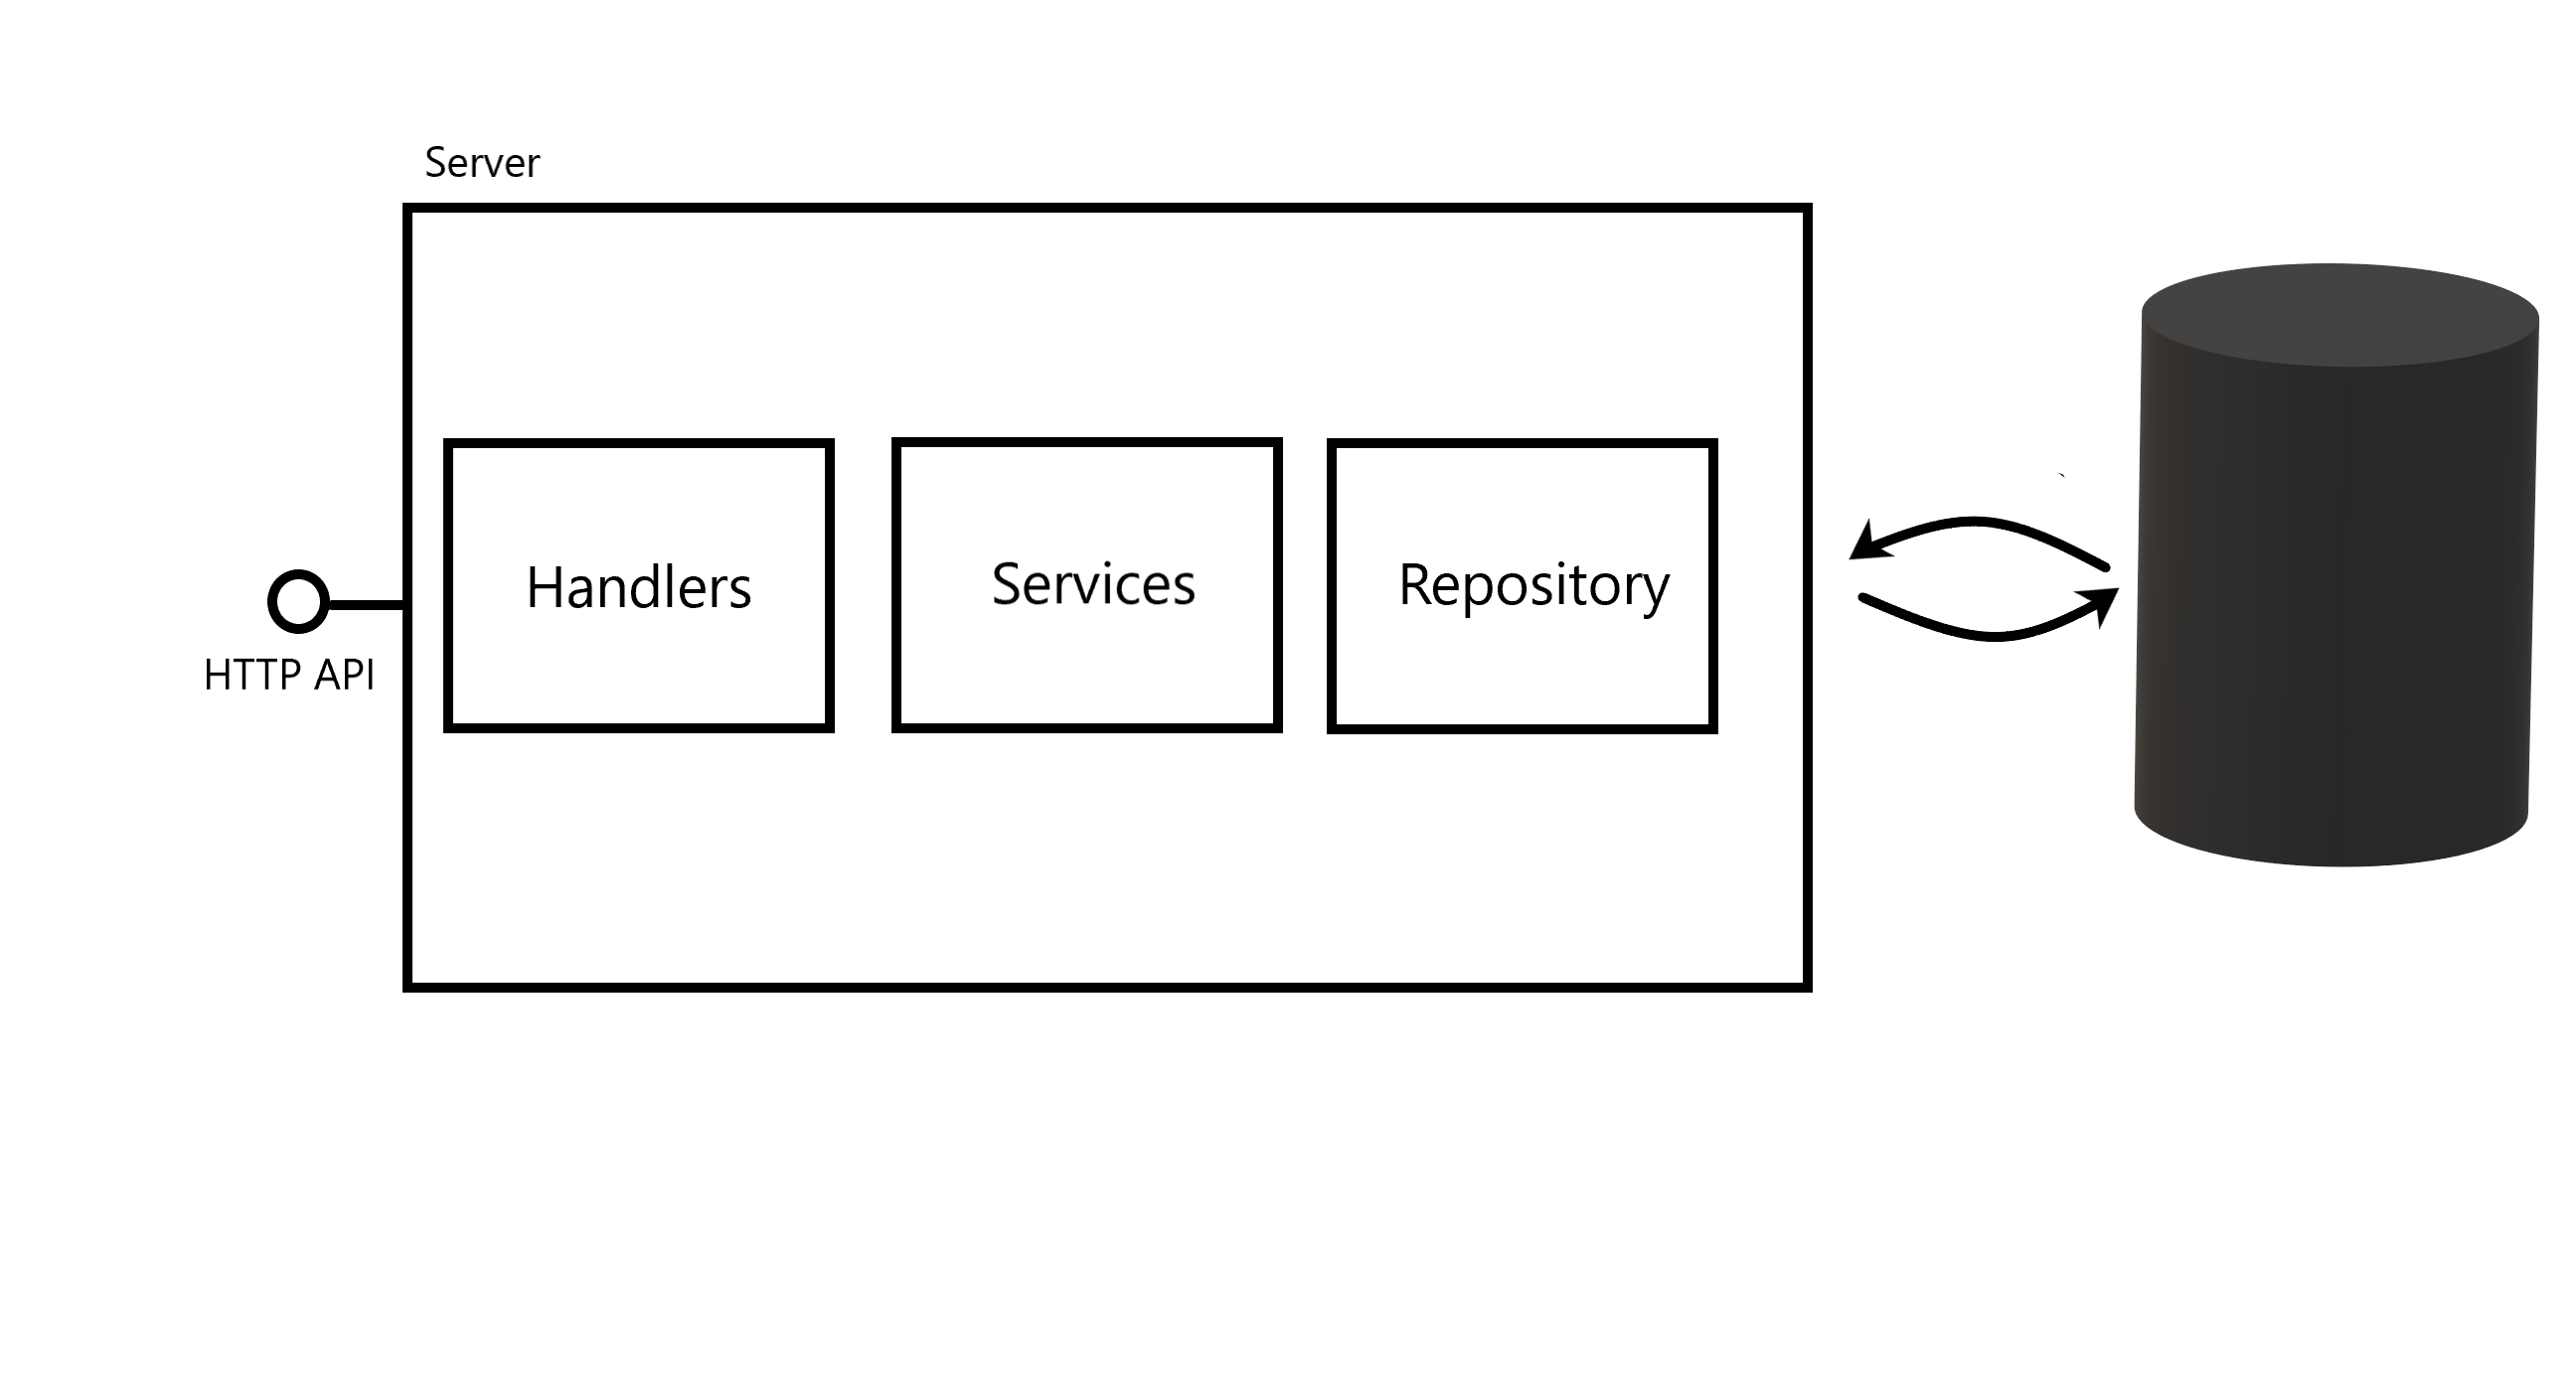 Server
Handlers
Services
Repository
HTTP API